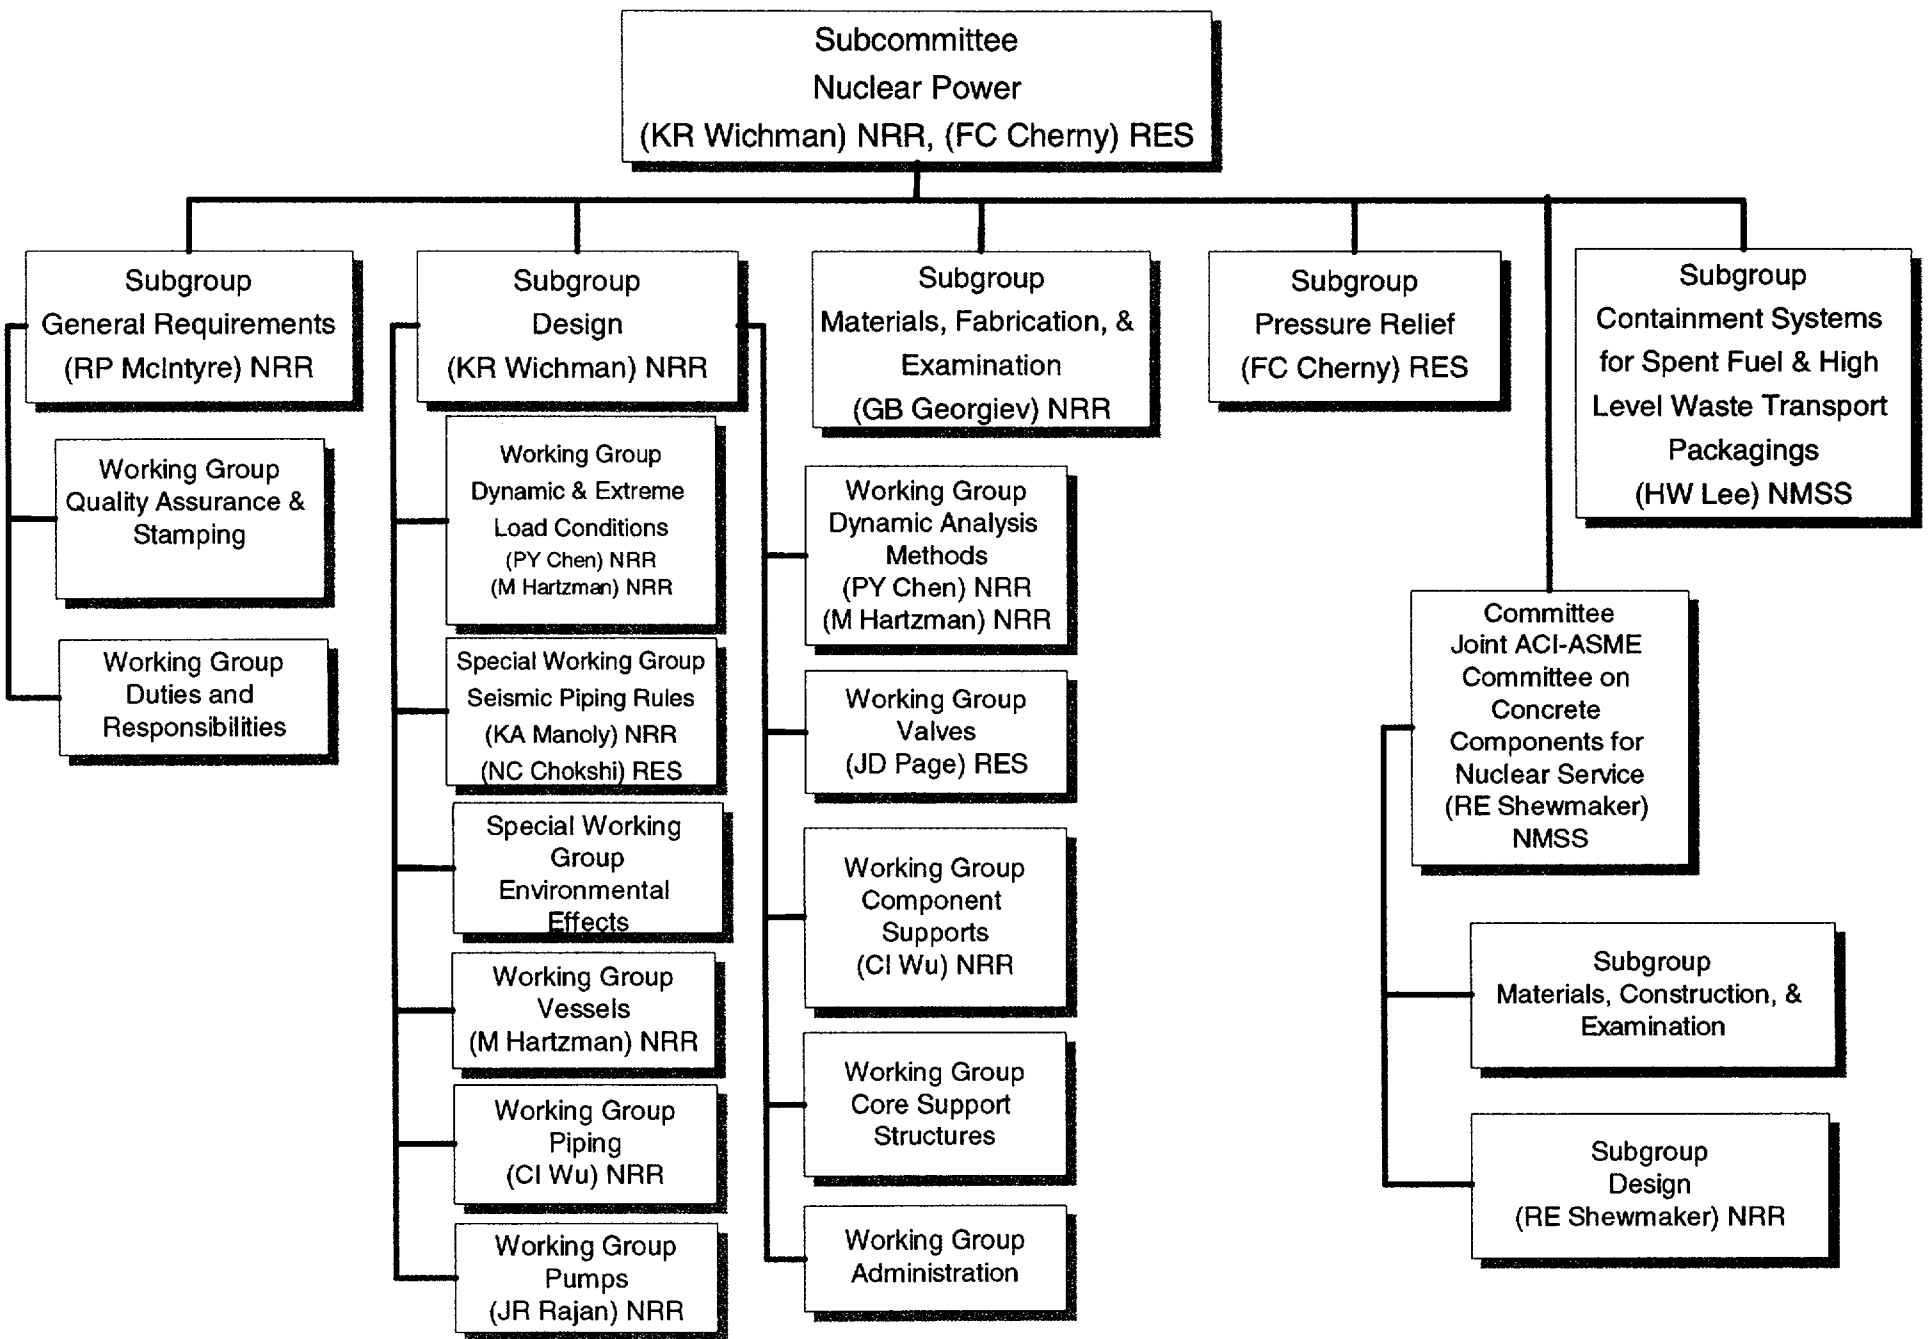 Subcommittee
Nuclear Power
(KR Wichman) NRR, (FC Cherny) RES
Subgroup
General Requirements
(RP McIntyre) NRR
Working Group
Quality Assurance &
Stamping
Working Group
Duties and
Responsibilities
Subgroup
Design
(KR Wichman) NRR
Working Group
Dynamic & Extreme
Load Conditions
(PY Chen) NRR
(M Hartzman) NRR
Special Working Group
Seismic Piping Rules
(KA Manoly) NRR
(NC Chokshi) RES
Special Working
Group
Environmental
Effects
Working Group
Vessels
(M Hartzman) NRR
Working Group
Piping
(CI Wu) NRR
Working Group
Pumps
(JR Rajan) NRR
Working Group
Dynamic Analysis
Methods
(PY Chen) NRR
(M Hartzman) NRR
Working Group
Valves
(JD Page) RES
Working Group
Component
Supports
(CI Wu) NRR
Working Group
Core Support
Structures
Working Group
Administration
Subgroup
Materials, Fabrication, &
Examination
(GB Georgiev) NRR
Subgroup
Pressure Relief
(FC Cherny) RES
Committee
Joint ACI-ASME
Committee on
Concrete
Components for
Nuclear Service
(RE Shewmaker)
NMSS
Subgroup
Materials, Construction, &
Examination
Subgroup
Design
(RE Shewmaker) NRR
Subgroup
Containment Systems
for Spent Fuel & High
Level Waste Transport
Packagings
(HW Lee) NMSS